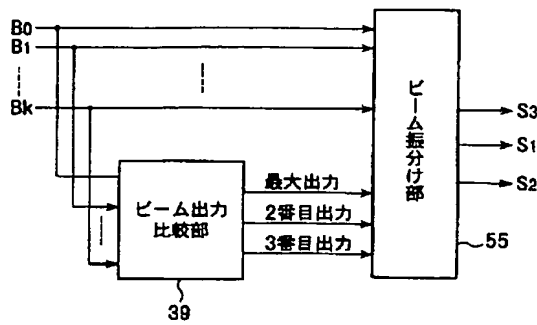 B0
B1
Bk
ビーム出力
比較部
39
最大出力
2番目出力
3番目出力
ビーム振分け部
S3
S1
S2
55